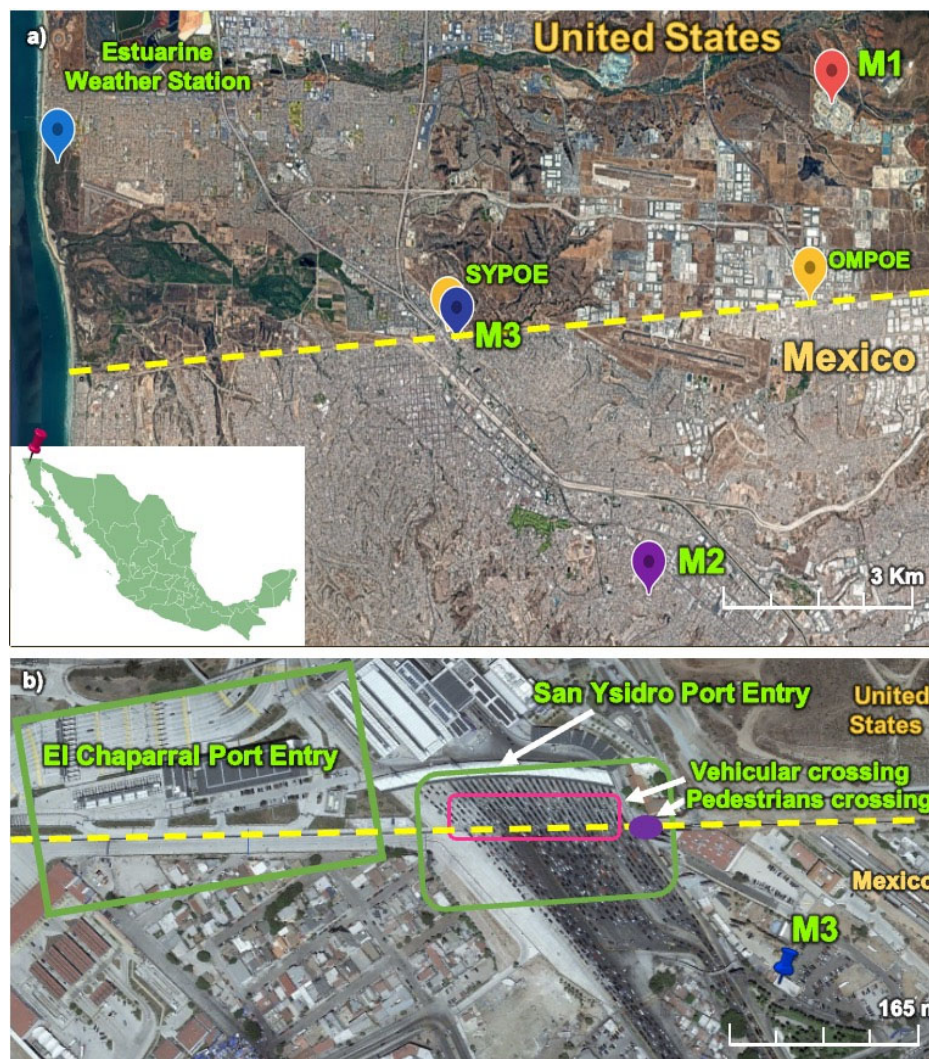 a)
Estuarine
Weather Station
United States
M1
SYPOE
OMPOE
M3
Mexico
M2
3 Km
b)
San Ysidro Port Entry
United
States
El Chaparral Port Entry
Vehicular crossing
Pedestrians crossing
Mexico
M3
165 m